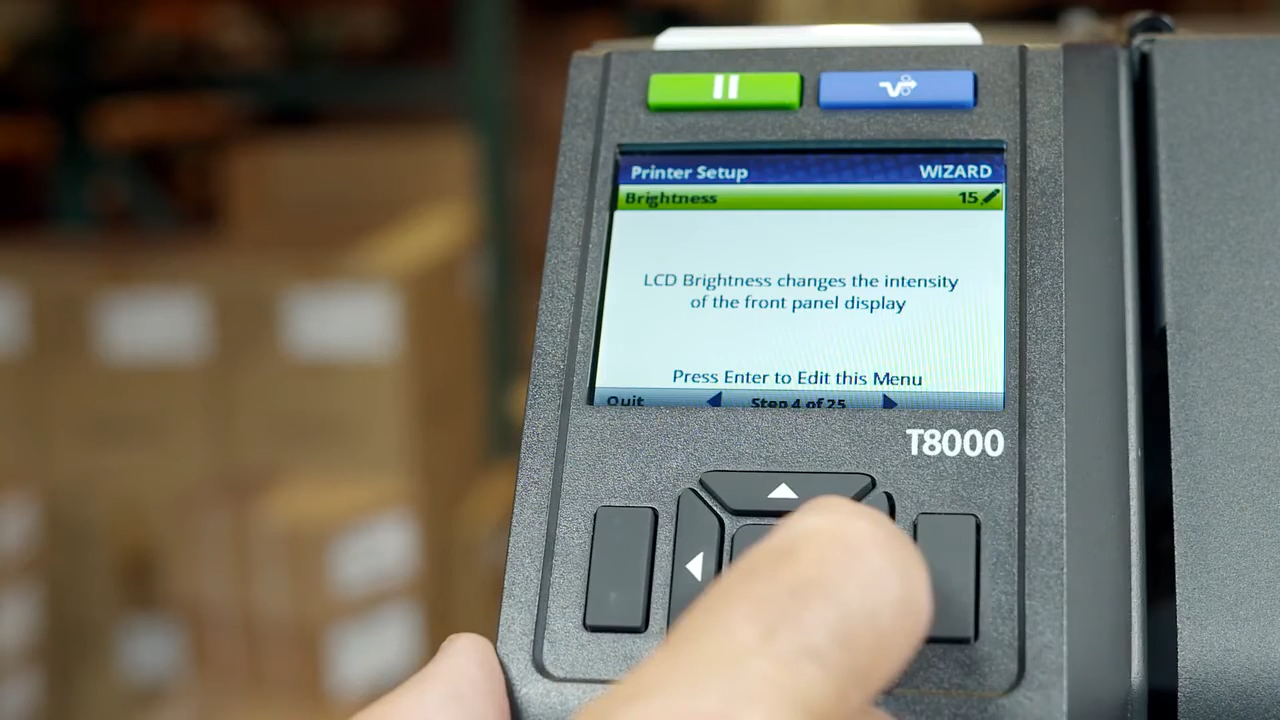 Printer Setup WIZARD
Brightness 15
LCD Brightness changes the intensity
of the front panel display
Press Enter to Edit this Menu
Quit Step 4 of 25
T8000